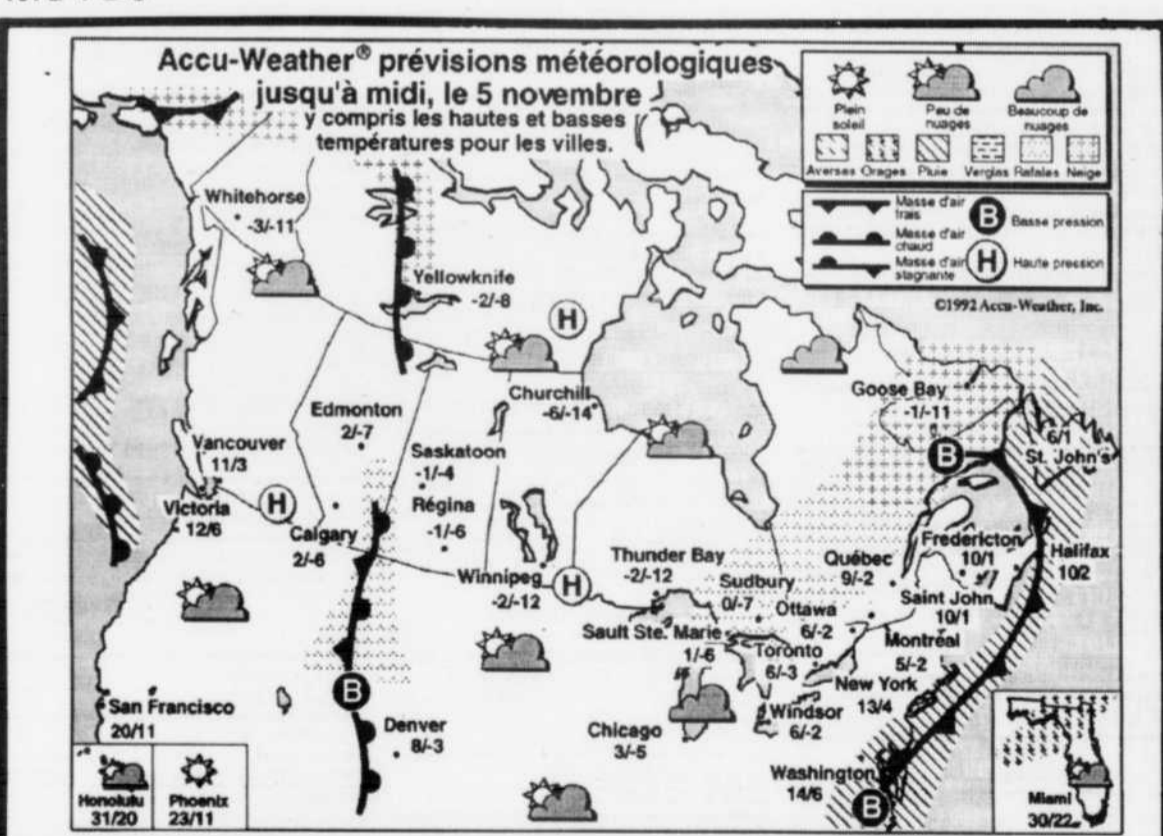 Accu-Weather® prévisions météorologiques
jusqu'à midi, le 5 novembre
y compris les hautes et basses
températures pour les villes.
Plein soleil
Peu de nuages
Beaucoup de nuages
Averses Orages Pluie Verglas Rafales Neige
Masse d'air frais
Masse d'air chaud
Masse d'air stagnante
B Basse pression
H Haute pression
©1992 Accu-Weather, Inc.
Whitehorse
-3/-11
Yellowknife
-2/-8
H
Churchill
-6/-14
Goose Bay
-1/-11
B
6/1
St. John's
Edmonton
2/-7
Vancouver
11/3
Victoria
12/6
H
Calgary
2/-6
Saskatoon
-1/-4
Régina
-1/-6
Winnipeg
-2/-12
H
Thunder Bay
-2/-12
Sudbury
0/-7
Sault Ste. Marie
1/-6
Ottawa
6/-2
Toronto
6/-3
Québec
9/-2
Fredericton
10/1
Halifax
10/2
Saint John
10/1
Montréal
5/-2
New York
13/4
Windsor
6/-2
Chicago
3/-5
B
Denver
8/-3
San Francisco
20/11
Washington
14/6
B
Honolulu
31/20
Phoenix
23/11
Miami
30/22